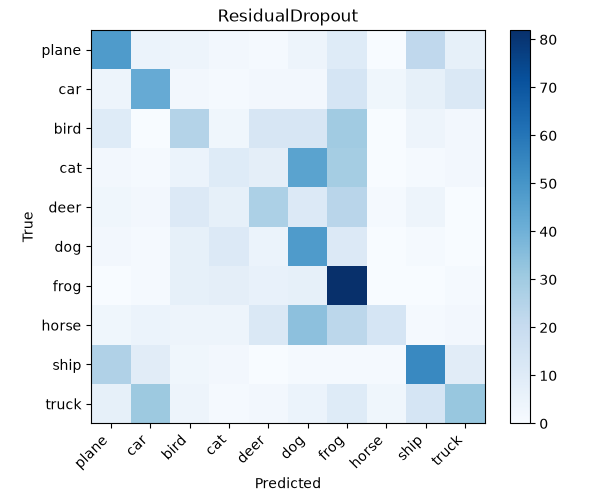 ResidualDropout
plane
car
bird
cat
deer
dog
frog
horse
ship
truck
True
plane
car
bird
cat
deer
dog
frog
horse
ship
truck
Predicted
80
70
60
50
40
30
20
10
0